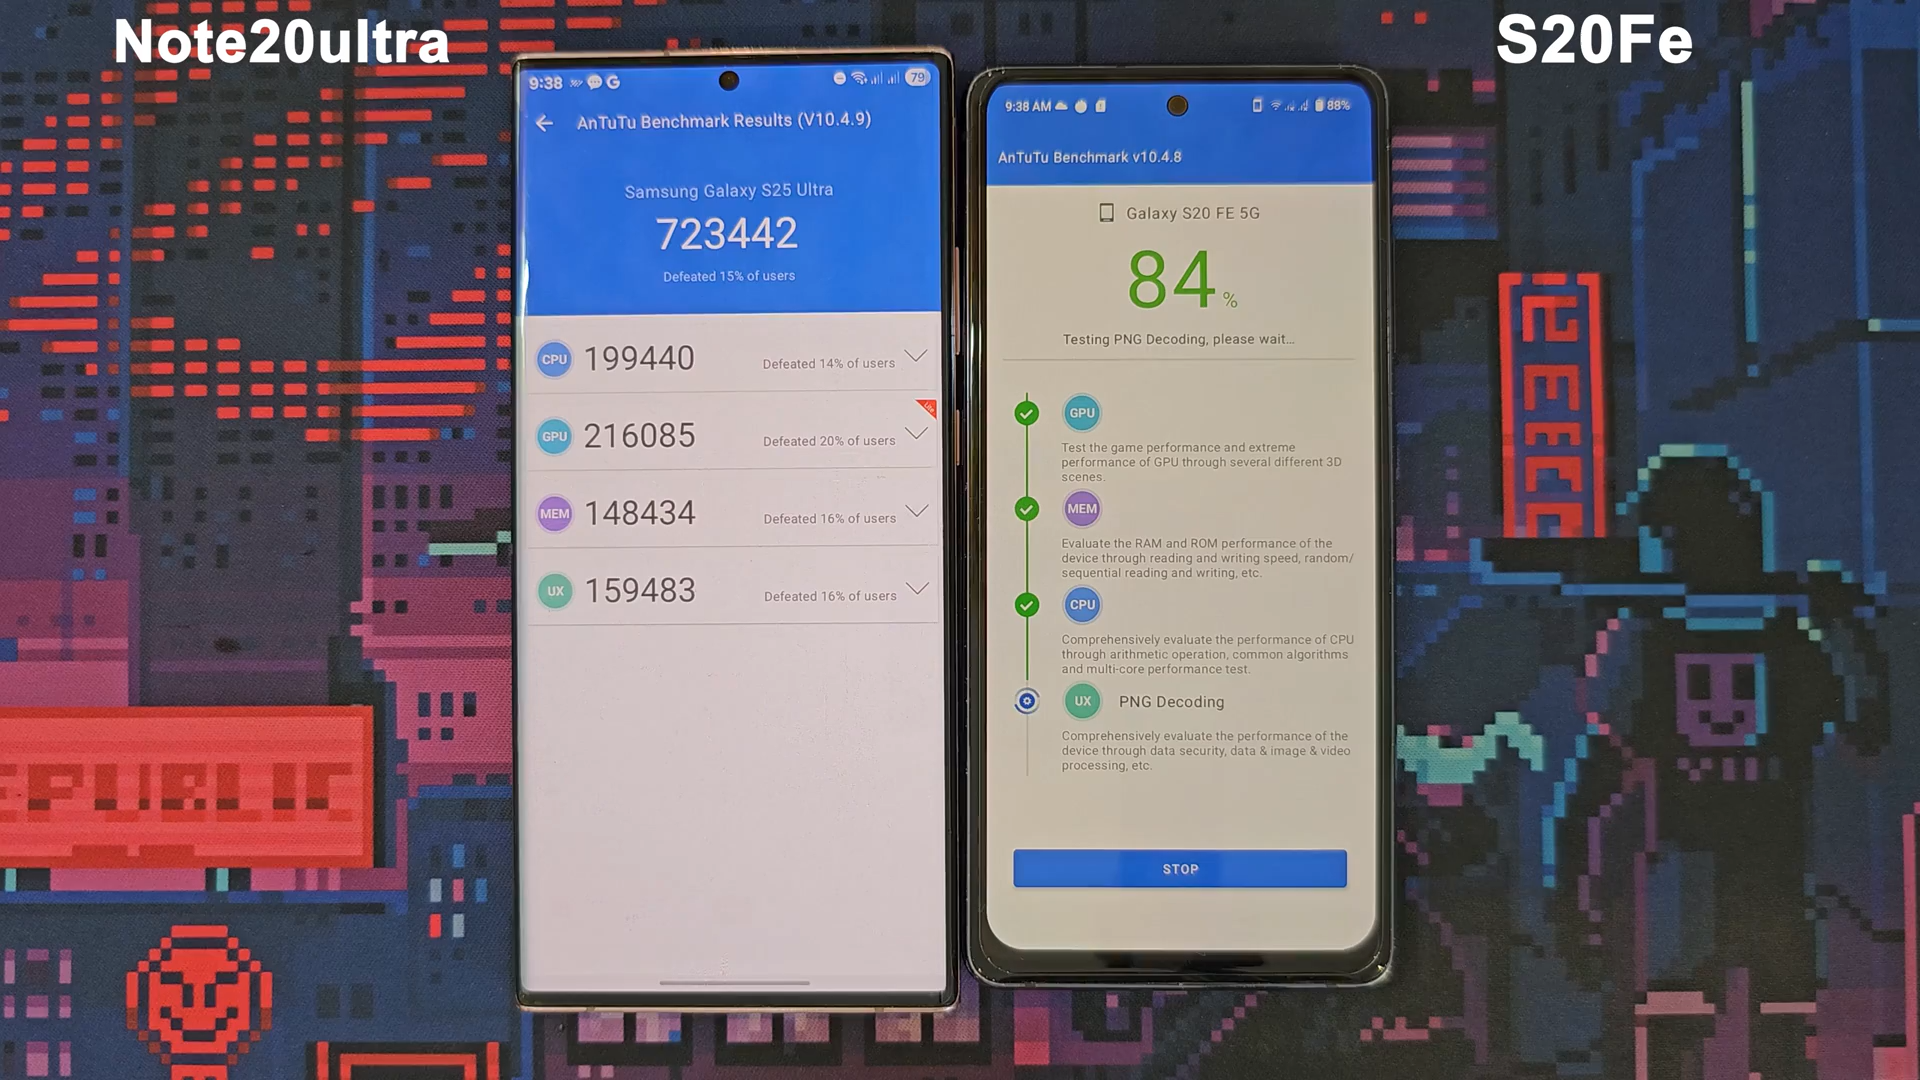 Note20ultra
S20Fe
9:38
G
79
AnTuTu Benchmark Results (V10.4.9)
Samsung Galaxy S25 Ultra
723442
Defeated 15% of users
CPU 199440 Defeated 14% of users
Lite
GPU 216085 Defeated 20% of users
MEM 148434 Defeated 16% of users
UX 159483 Defeated 16% of users
9:38 AM
88%
AnTuTu Benchmark v10.4.8
Galaxy S20 FE 5G
84%
Testing PNG Decoding, please wait...
GPU
Test the game performance and extreme
performance of GPU through several different 3D
scenes.
MEM
Evaluate the RAM and ROM performance of the
device through reading and writing speed, random/
sequential reading and writing, etc.
CPU
Comprehensively evaluate the performance of CPU
through arithmetic operation, common algorithms
and multi-core performance test.
UX PNG Decoding
Comprehensively evaluate the performance of the
device through data security, data & image & video
processing, etc.
STOP
EPUBLIC